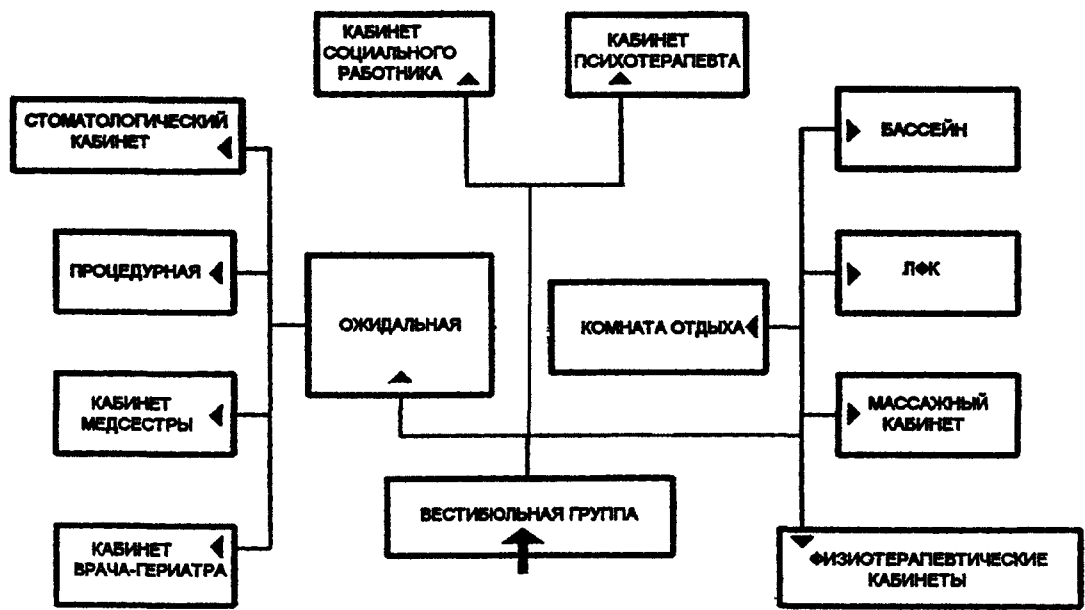 КАБИНЕТ
СОЦИАЛЬНОГО
РАБОТНИКА
КАБИНЕТ
ПСИХОТЕРАПЕВТА
СТОМАТОЛОГИЧЕСКИЙ
КАБИНЕТ
БАССЕЙН
ПРОЦЕДУРНАЯ
ЛФК
ОЖИДАЛЬНАЯ
КОМНАТА ОТДЫХА
КАБИНЕТ
МЕДСЕСТРЫ
МАССАЖНЫЙ
КАБИНЕТ
ВЕСТИБЮЛЬНАЯ ГРУППА
КАБИНЕТ
ВРАЧА-ГЕРИАТРА
ФИЗИОТЕРАПЕВТИЧЕСКИЕ
КАБИНЕТЫ